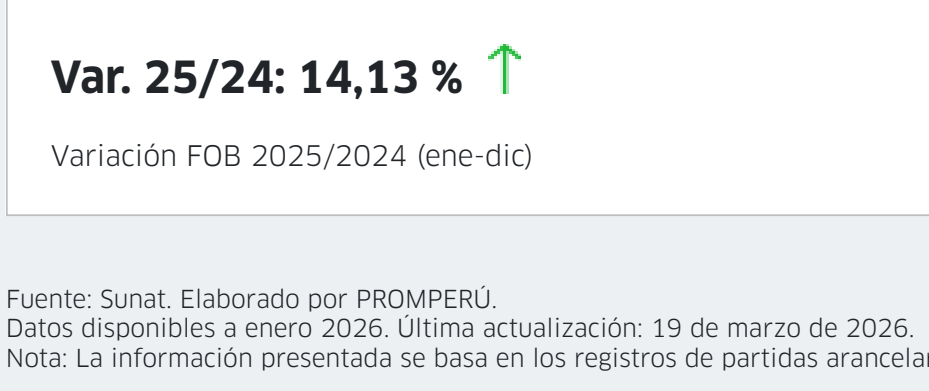 Var. 25/24: 14,13 %
Variación FOB 2025/2024 (ene-dic)
Fuente: Sunat. Elaborado por PROMPERÚ.
Datos disponibles a enero 2026. Última actualización: 19 de marzo de 2026.
Nota: La información presentada se basa en los registros de partidas